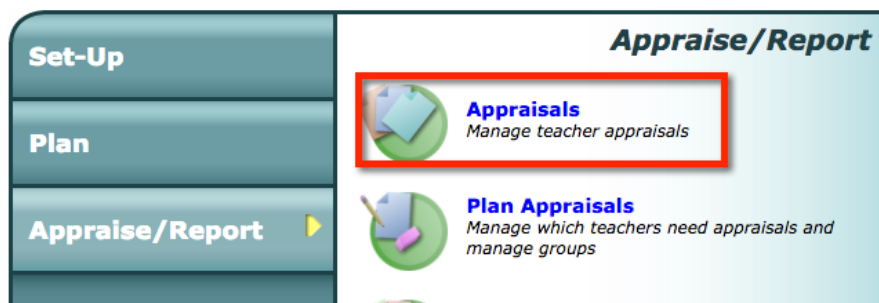 Set-Up
Plan
Appraise/Report
Appraise/Report
Appraisals
Manage teacher appraisals
Plan Appraisals
Manage which teachers need appraisals and
manage groups